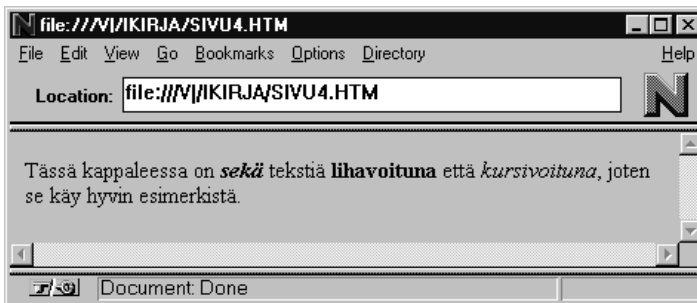 N file:///V|/IKIRJA/SIVU4.HTM
File Edit View Go Bookmarks Options Directory Help
Location: file:///V|/IKIRJA/SIVU4.HTM
N
Tässä kappaleessa on sekä tekstiä lihavoituna että kursivoituna, joten
se käy hyvin esimerkistä.
Document: Done